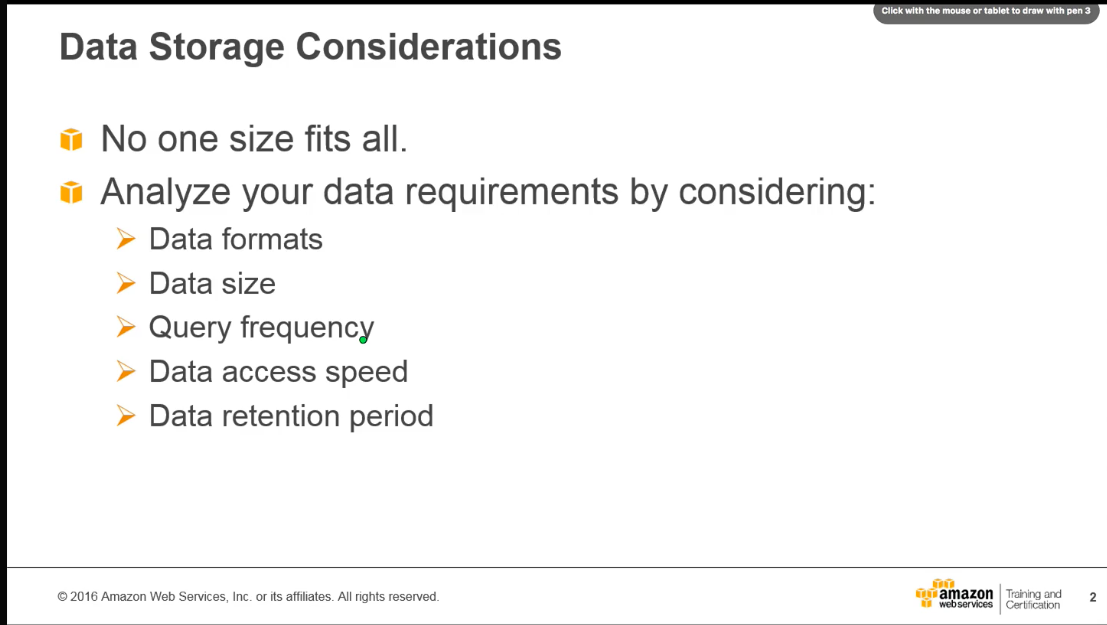 Click with the mouse or tablet to draw with pen 3
Data Storage Considerations
No one size fits all.
Analyze your data requirements by considering:
Data formats
Data size
Query frequency
Data access speed
Data retention period
© 2016 Amazon Web Services, Inc. or its affiliates. All rights reserved.
amazon
webservices
Training and
Certification
2